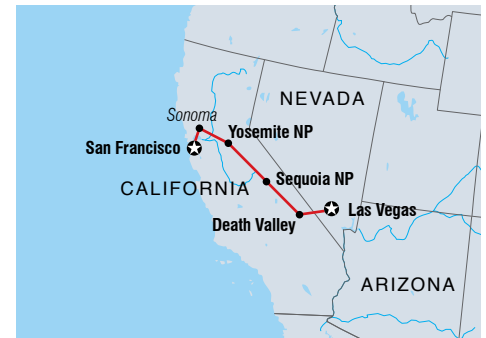 NEVADA
Sonoma
Yosemite NP
San Francisco
Sequoia NP
CALIFORNIA
Las Vegas
Death Valley
ARIZONA